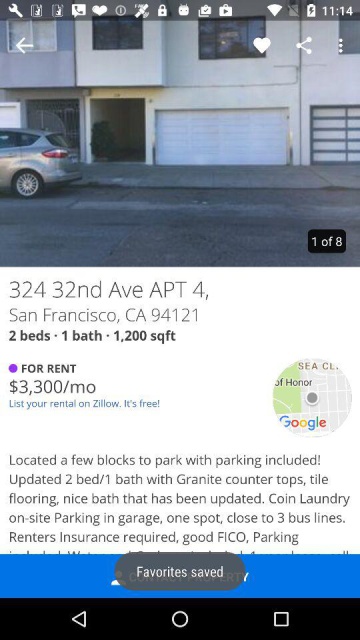 11:14
1 of 8
324 32nd Ave APT 4,
San Francisco, CA 94121
2 beds · 1 bath · 1,200 sqft
FOR RENT
$3,300/mo
List your rental on Zillow. It's free!
SEA CL
of Honor
Google
Located a few blocks to park with parking included!
Updated 2 bed/1 bath with Granite counter tops, tile
flooring, nice bath that has been updated. Coin Laundry
on-site Parking in garage, one spot, close to 3 bus lines.
Renters Insurance required, good FICO, Parking
Favorites saved